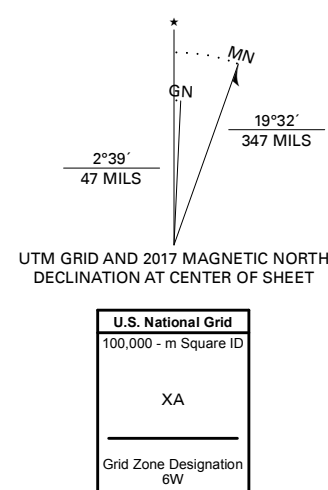 ★
MN
GN
19°32´
347 MILS
2°39´
47 MILS
UTM GRID AND 2017 MAGNETIC NORTH
DECLINATION AT CENTER OF SHEET
U.S. National Grid
100,000 - m Square ID
XA
Grid Zone Designation
6W